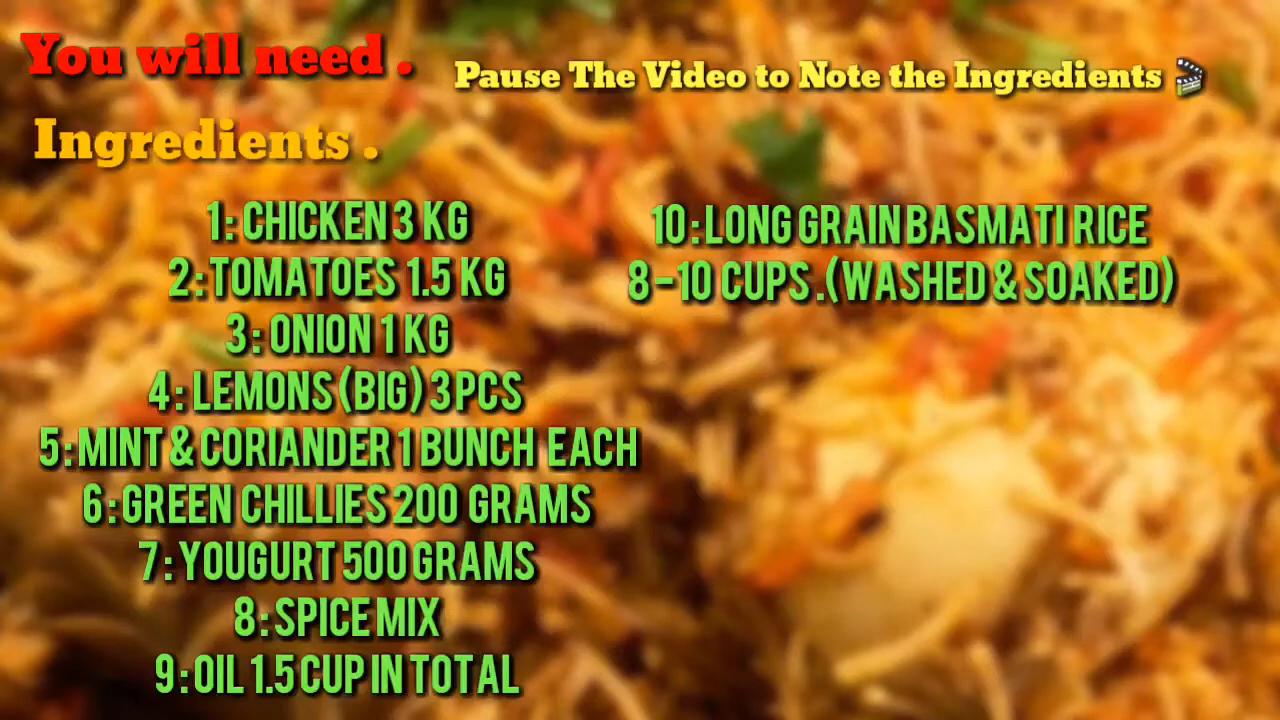 You will need .
Pause The Video to Note the Ingredients 🎬
Ingredients .
1: CHICKEN 3 KG
2: TOMATOES 1.5 KG
3: ONION 1 KG
4: LEMONS (BIG) 3 PCS
5: MINT & CORIANDER 1 BUNCH EACH
6: GREEN CHILLIES 200 GRAMS
7: YOUGURT 500 GRAMS
8: SPICE MIX
9: OIL 1.5 CUP IN TOTAL
10: LONG GRAIN BASMATI RICE
8-10 CUPS .(WASHED & SOAKED)